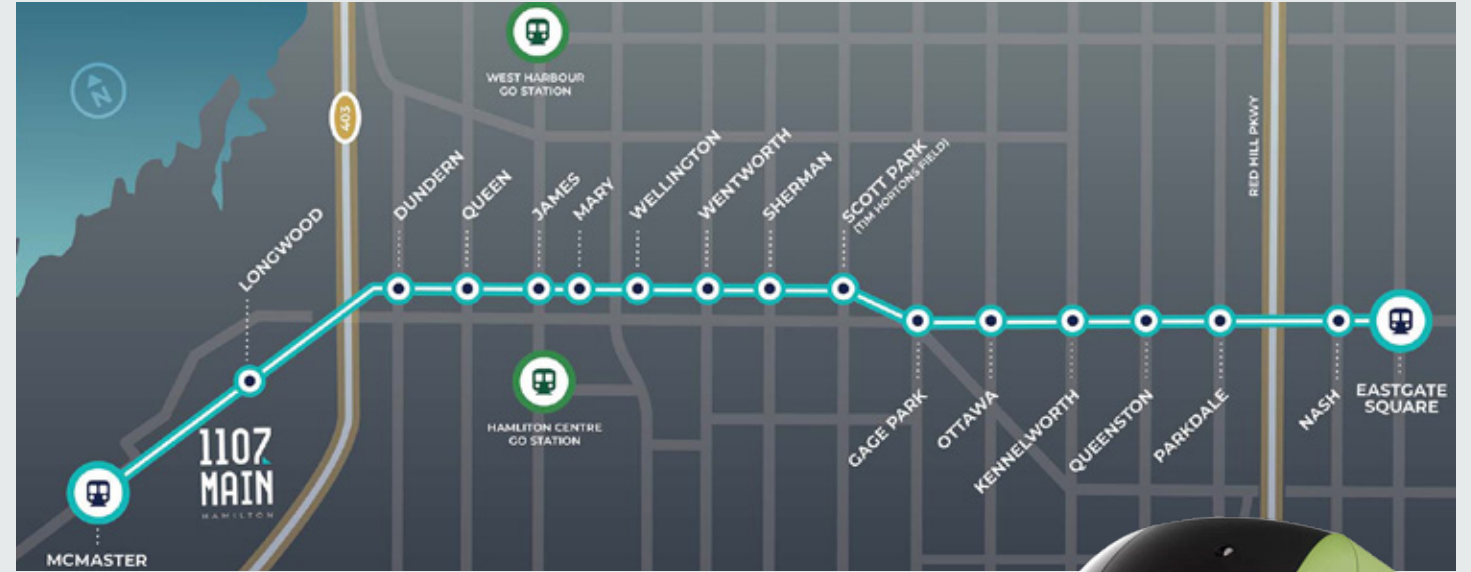 N
WEST HARBOUR
GO STATION
403
RED HILL PKWY
LONGWOOD
DUNDERN
QUEEN
JAMES
MARY
WELLINGTON
WENTWORTH
SHERMAN
SCOTT PARK
(TIM HORTONS FIELD)
HAMLITON CENTRE
GO STATION
1107
MAIN
HAMILTON
GAGE PARK
OTTAWA
KENNELWORTH
QUEENSTON
PARKDALE
NASH
EASTGATE
SQUARE
MCMASTER